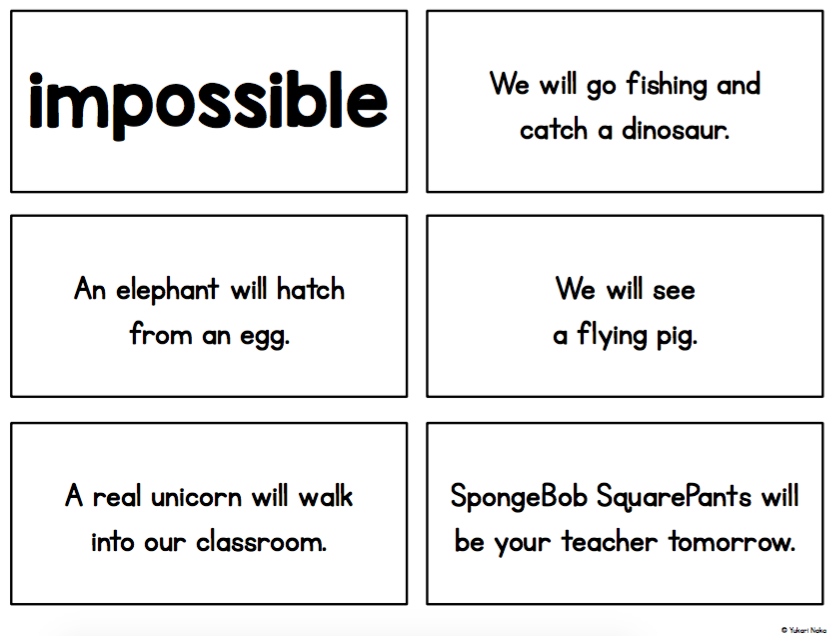 impossible
We will go fishing and
catch a dinosaur.
An elephant will hatch
from an egg.
We will see
a flying pig.
A real unicorn will walk
into our classroom.
SpongeBob SquarePants will
be your teacher tomorrow.
© Yukari Naka